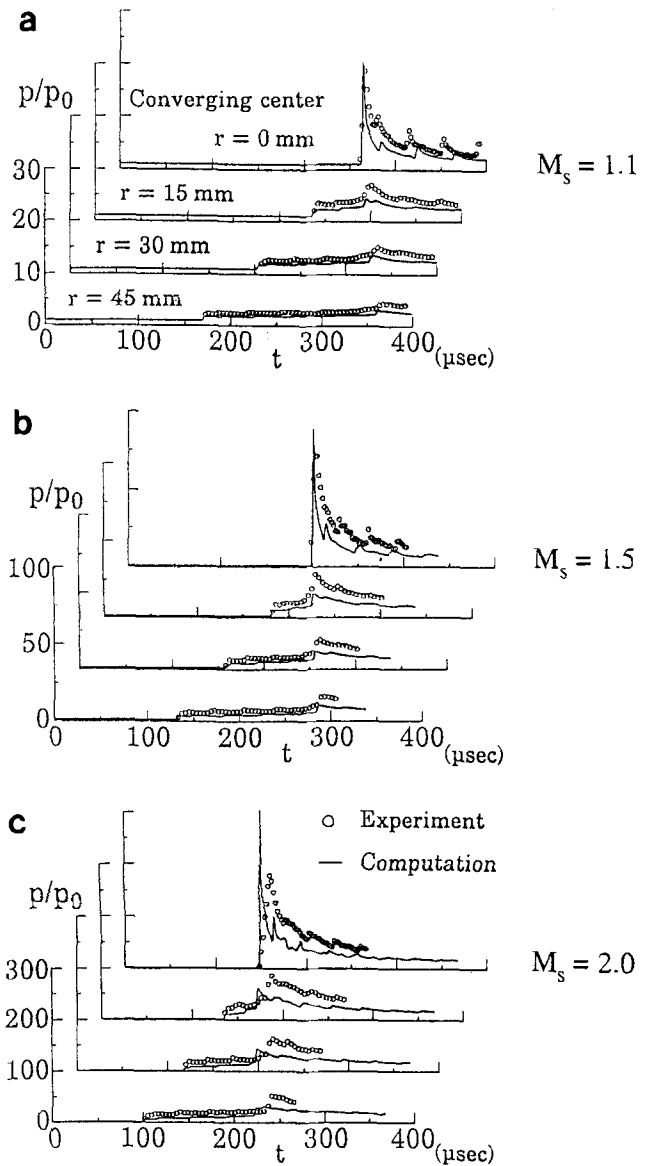 a
p/p₀
Converging center
r = 0 mm
Mₛ = 1.1
30
r = 15 mm
20
r = 30 mm
10
r = 45 mm
0
0 100 200 300 400
t (μsec)
b
p/p₀
Mₛ = 1.5
100
50
0
0 100 200 300 400
t (μsec)
c
Experiment
Computation
p/p₀
Mₛ = 2.0
300
200
100
0
0 100 200 300 400
t (μsec)